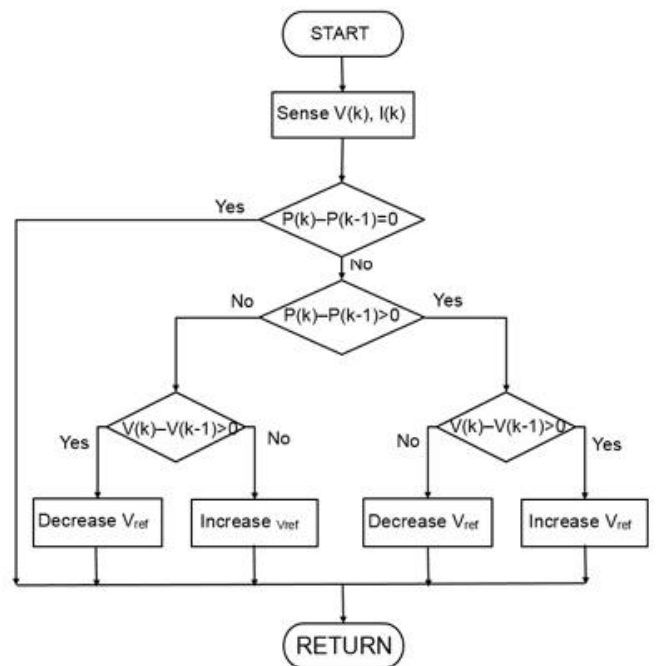 START
Sense V(k), I(k)
Yes
P(k)–P(k-1)=0
No
No
P(k)–P(k-1)>0
Yes
Yes
V(k)–V(k-1)>0
No
No
V(k)–V(k-1)>0
Yes
Decrease Vref
Increase Vref
Decrease Vref
Increase Vref
RETURN